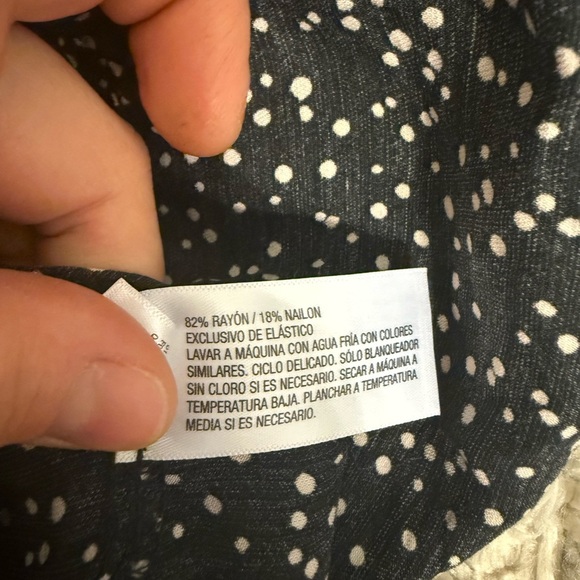 82% RAYÓN / 18% NAILON
EXCLUSIVO DE ELÁSTICO
LAVAR A MÁQUINA CON AGUA FRÍA CON COLORES
SIMILARES. CICLO DELICADO. SÓLO BLANQUEADOR
SIN CLORO SI ES NECESARIO. SECAR A MÁQUINA A
TEMPERATURA BAJA. PLANCHAR A TEMPERATURA
MEDIA SI ES NECESARIO.